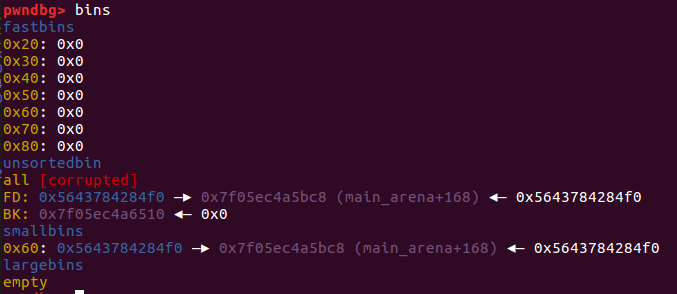 pwndbg> bins
fastbins
0x20: 0x0
0x30: 0x0
0x40: 0x0
0x50: 0x0
0x60: 0x0
0x70: 0x0
0x80: 0x0
unsortedbin
all [corrupted]
FD: 0x5643784284f0 —▸ 0x7f05ec4a5bc8 (main_arena+168) ◂— 0x5643784284f0
BK: 0x7f05ec4a6510 ◂— 0x0
smallbins
0x60: 0x5643784284f0 —▸ 0x7f05ec4a5bc8 (main_arena+168) ◂— 0x5643784284f0
largebins
empty